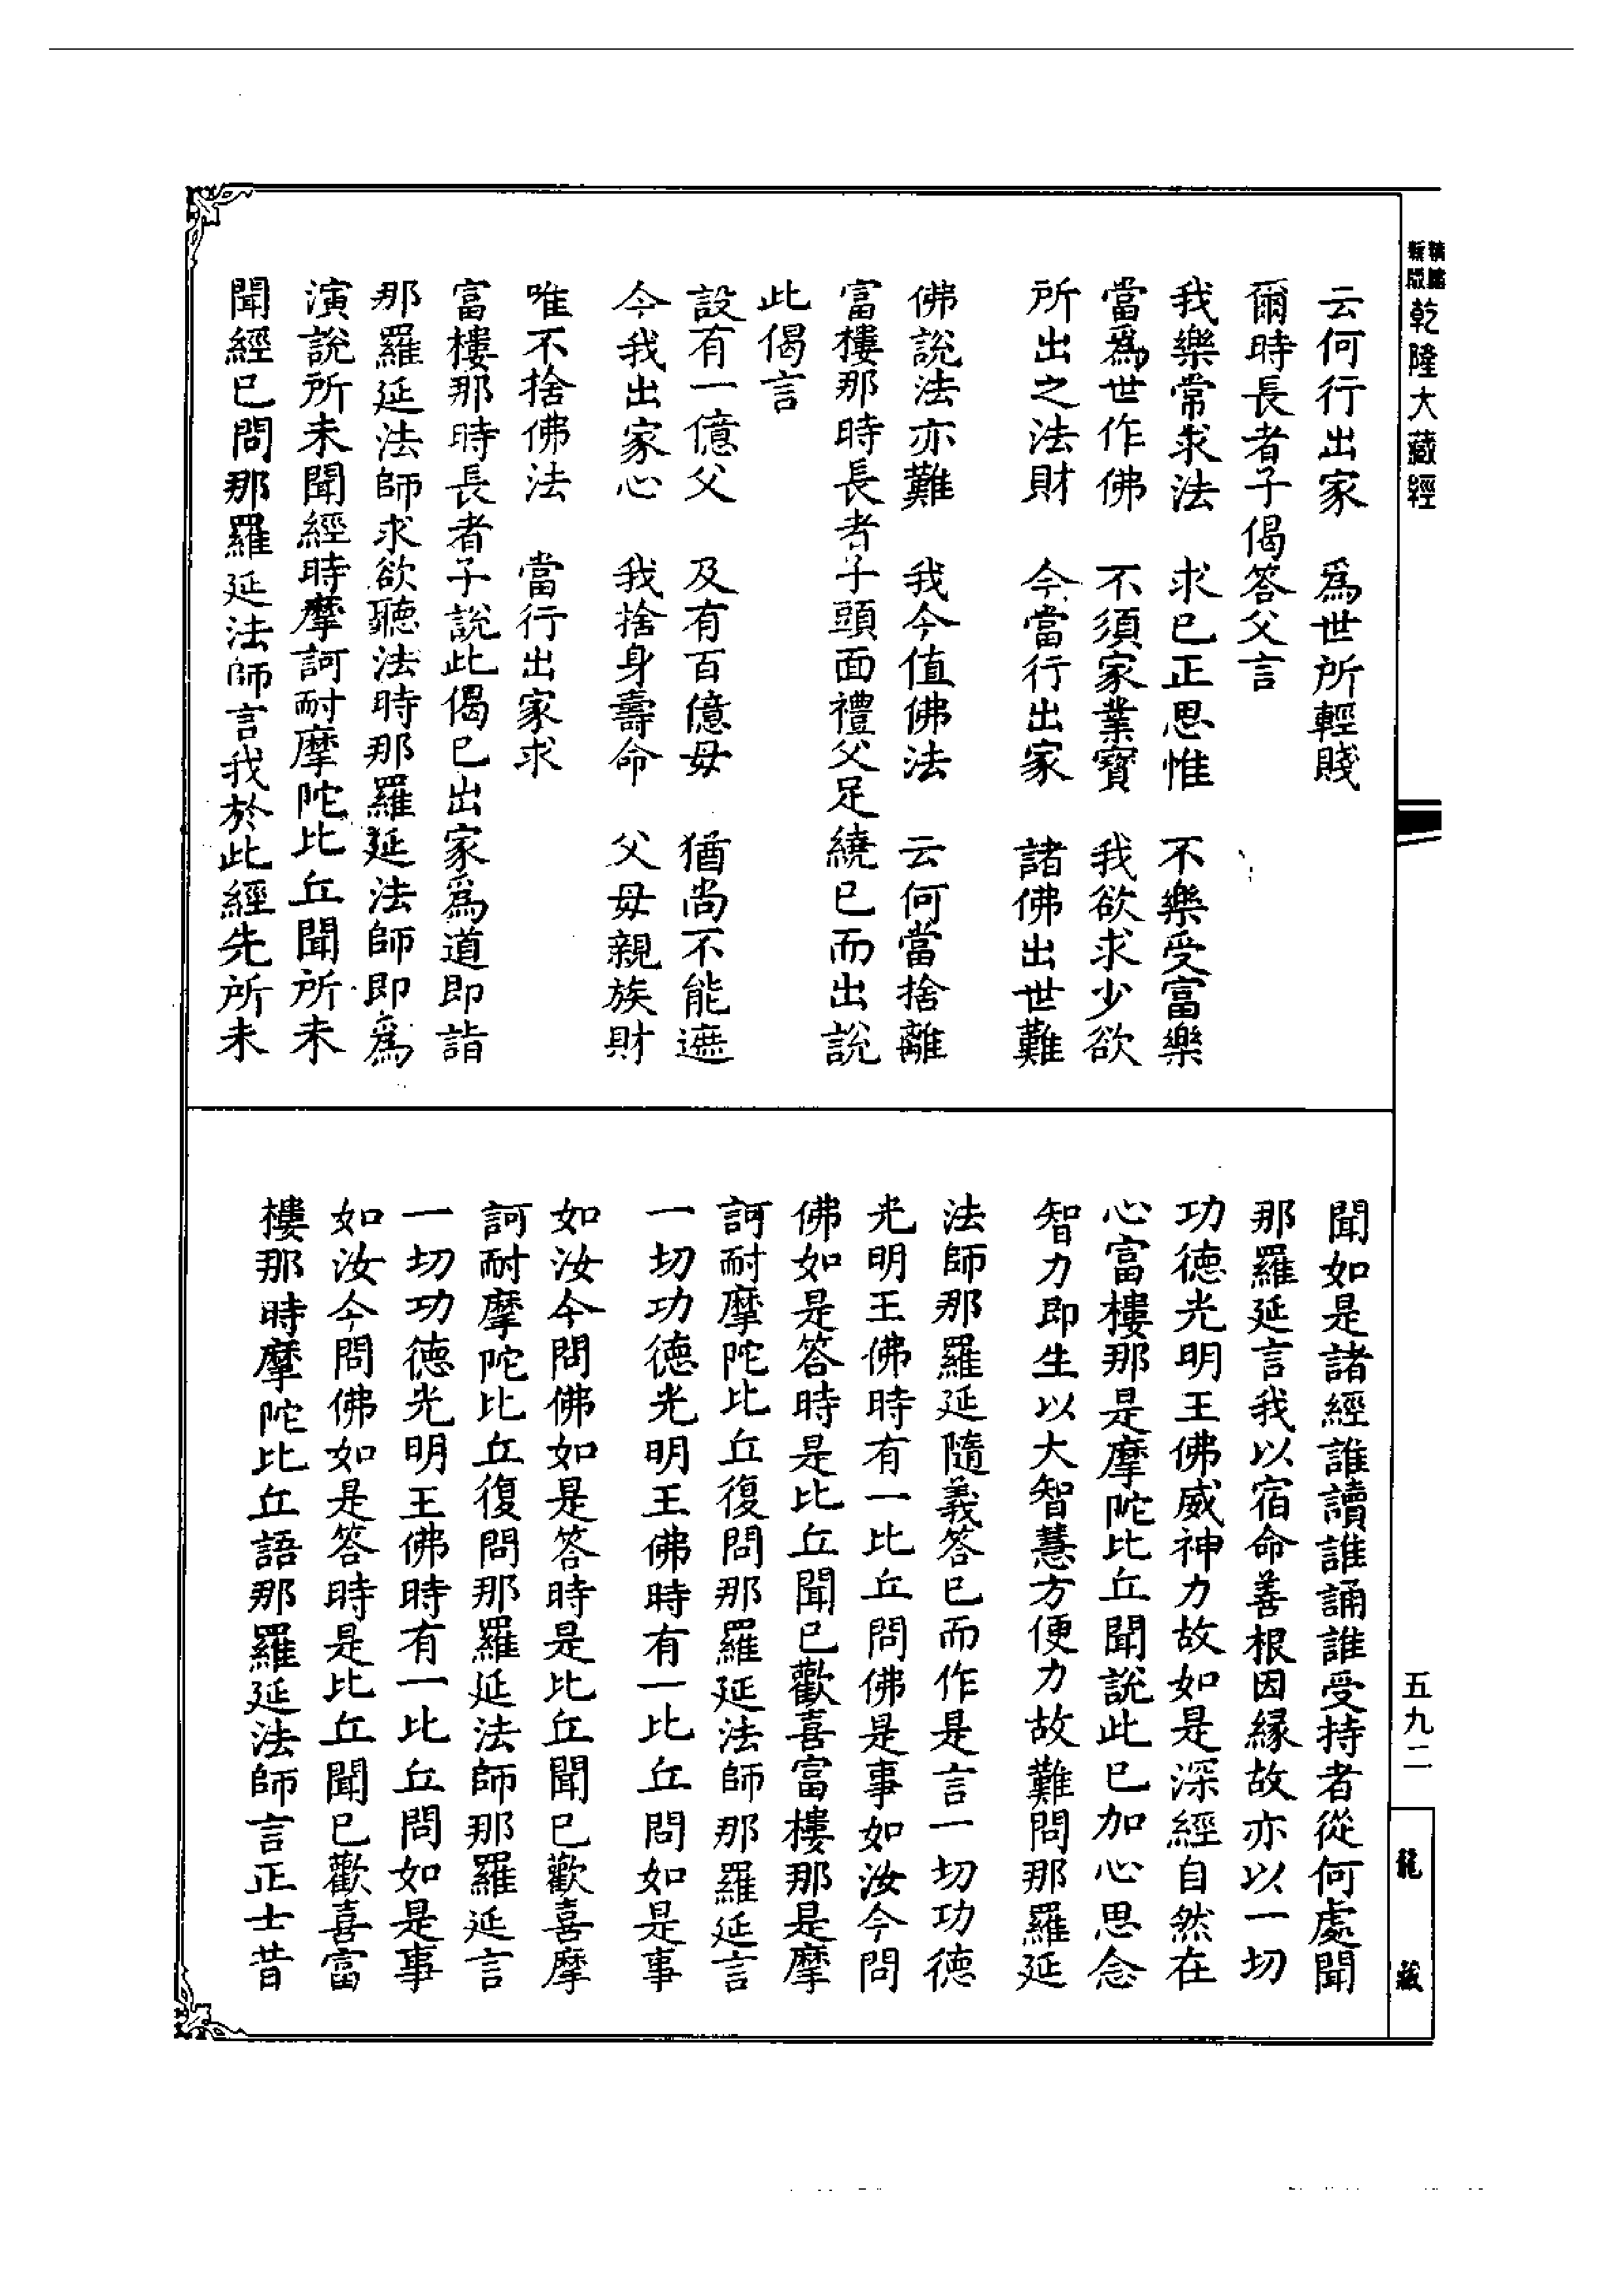 新版
精縮
乾隆大藏經
云何行出家　爲世所輕賤
爾時長者子偈答父言
我樂常求法　求已正思惟　不樂受富樂
當爲世作佛　不須家業寶　我欲求少欲
所出之法財　今當行出家　諸佛出世難
佛說法亦難　我今值佛法　云何當捨離
富樓那時長者子頭面禮父足繞已而出說
此偈言
設有一億父　及有百億母　猶尚不能遮
今我出家心　我捨身壽命　父母親族財
唯不捨佛法　當行出家求
富樓那時長者子說此偈已出家爲道即詣
那羅延法師求欲聽法時那羅延法師即爲
演說所未聞經時摩訶耐摩陀比丘聞所未
聞經已問那羅延法師言我於此經先所未
聞如是諸經誰讀誰誦誰受持者從何處聞
那羅延言我以宿命善根因緣故亦以一切
功德光明王佛威神力故如是深經自然在
心富樓那是摩陀比丘聞說此已加心思念
智力即生以大智慧方便力故難問那羅延
法師那羅延隨義答已而作是言一切功德
光明王佛時有一比丘問佛是事如汝今問
佛如是答時是比丘聞已歡喜富樓那是摩
訶耐摩陀比丘復問那羅延法師那羅延言
一切功德光明王佛時有一比丘問如是事
如汝今問佛如是答時是比丘聞已歡喜摩
訶耐摩陀比丘復問那羅延法師那羅延言
一切功德光明王佛時有一比丘問如是事
如汝今問佛如是答時是比丘聞已歡喜富
樓那時摩陀比丘語那羅延法師言正士昔
五九二
龍藏